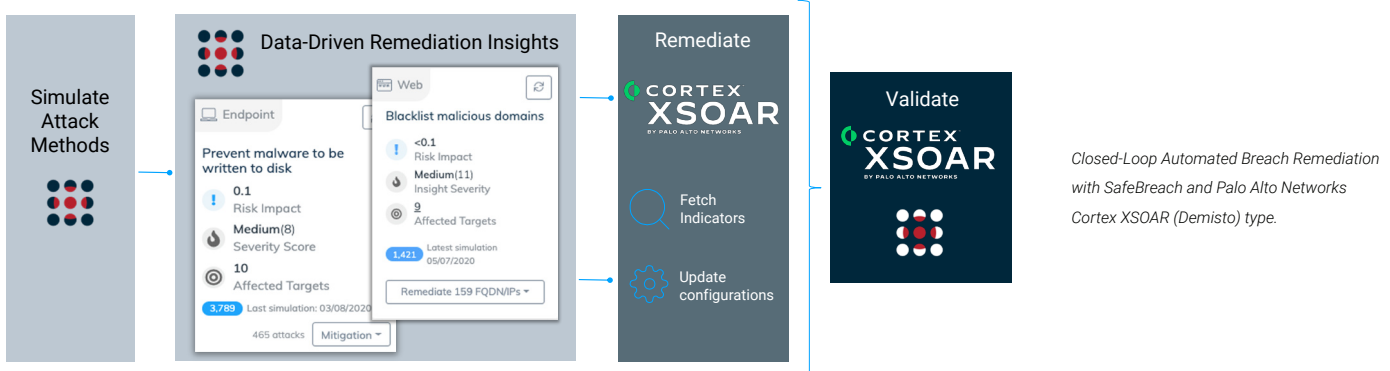 Simulate
Attack
Methods
Data-Driven Remediation Insights
Endpoint
Prevent malware to be
written to disk
0.1
Risk Impact
Medium(8)
Severity Score
10
Affected Targets
3,789 Last simulation: 03/08/2020
465 attacks Mitigation
Web
Blacklist malicious domains
<0.1
Risk Impact
Medium(11)
Insight Severity
9
Affected Targets
1,421 Latest simulation
05/07/2020
Remediate 159 FQDN/IPs
Remediate
CORTEX
XSOAR
BY PALO ALTO NETWORKS
Fetch
Indicators
Update
configurations
Validate
CORTEX
XSOAR
BY PALO ALTO NETWORKS
Closed-Loop Automated Breach Remediation
with SafeBreach and Palo Alto Networks
Cortex XSOAR (Demisto) type.